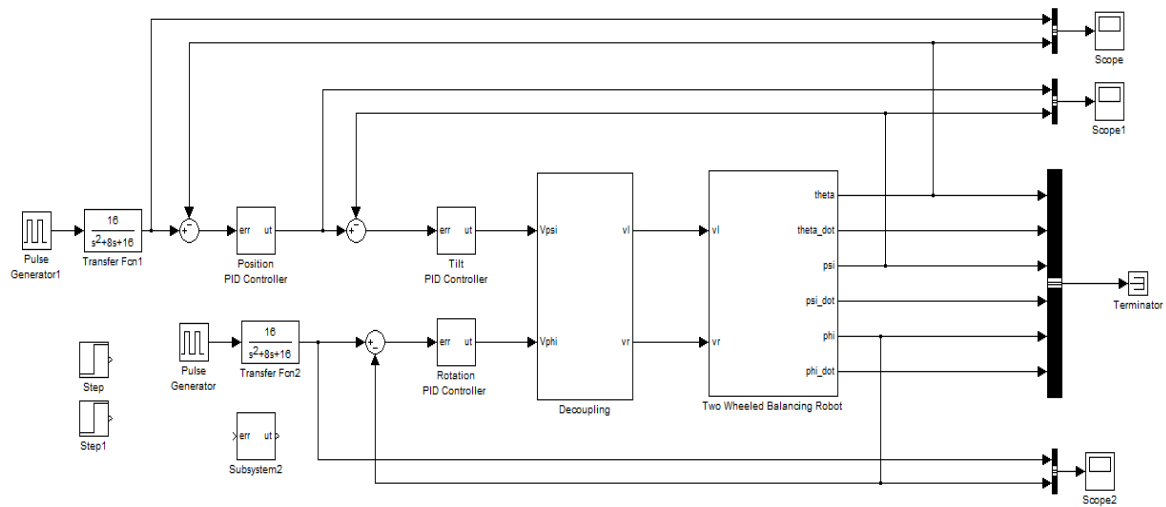 Scope
Scope1
theta
16
s2+8s+16
Transfer Fcn1
Pulse
Generator1
err ut
Position
PID Controller
err ut
Tilt
PID Controller
Vpsi
vl
vl
theta_dot
psi
psi_dot
Terminator
Pulse
Generator
16
s2+8s+16
Transfer Fcn2
err ut
Rotation
PID Controller
Vphi
vr
Decoupling
vr
phi
phi_dot
Two Wheeled Balancing Robot
Step
Step1
err ut
Subsystem2
Scope2